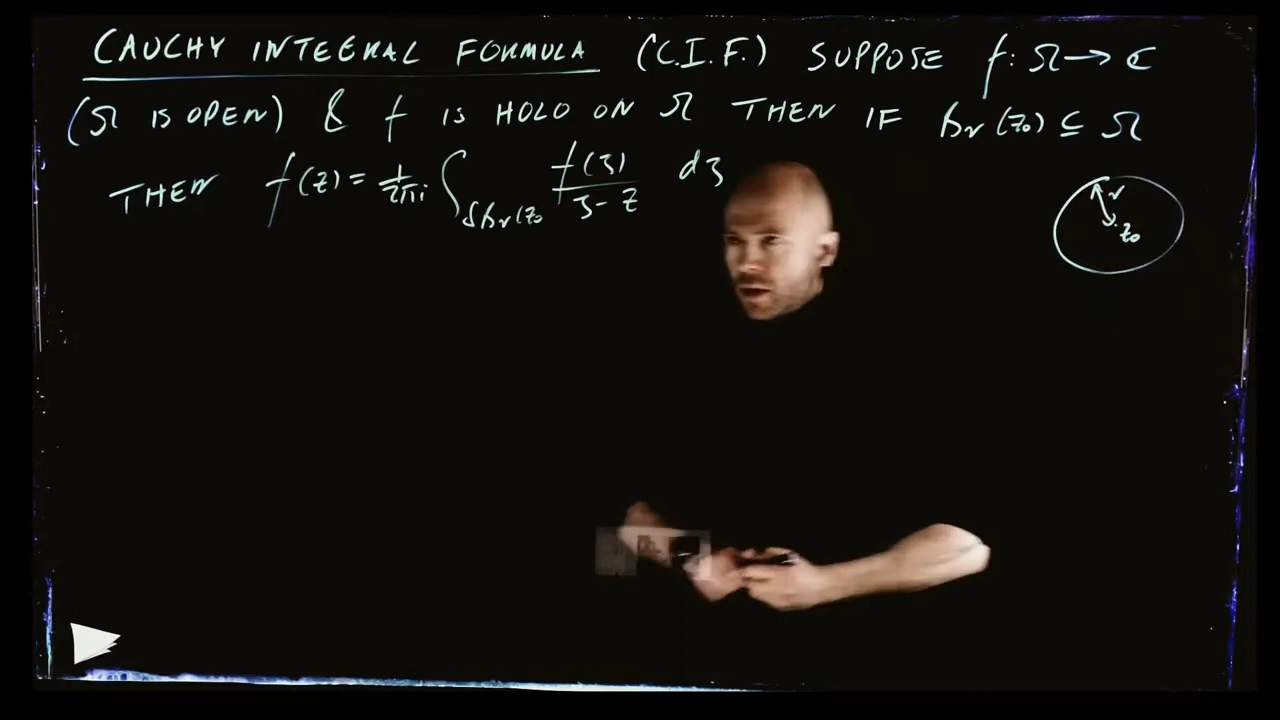 CAUCHY INTEGRAL FORMULA (C.I.F.) SUPPOSE f: Ω → ℂ
(Ω IS OPEN) & f IS HOLO ON Ω THEN IF Br(z₀) ⊆ Ω
THEN f(z) = 1/2πi ∫∂Br(z₀ f(ζ)/ζ - z dζ
r
z₀